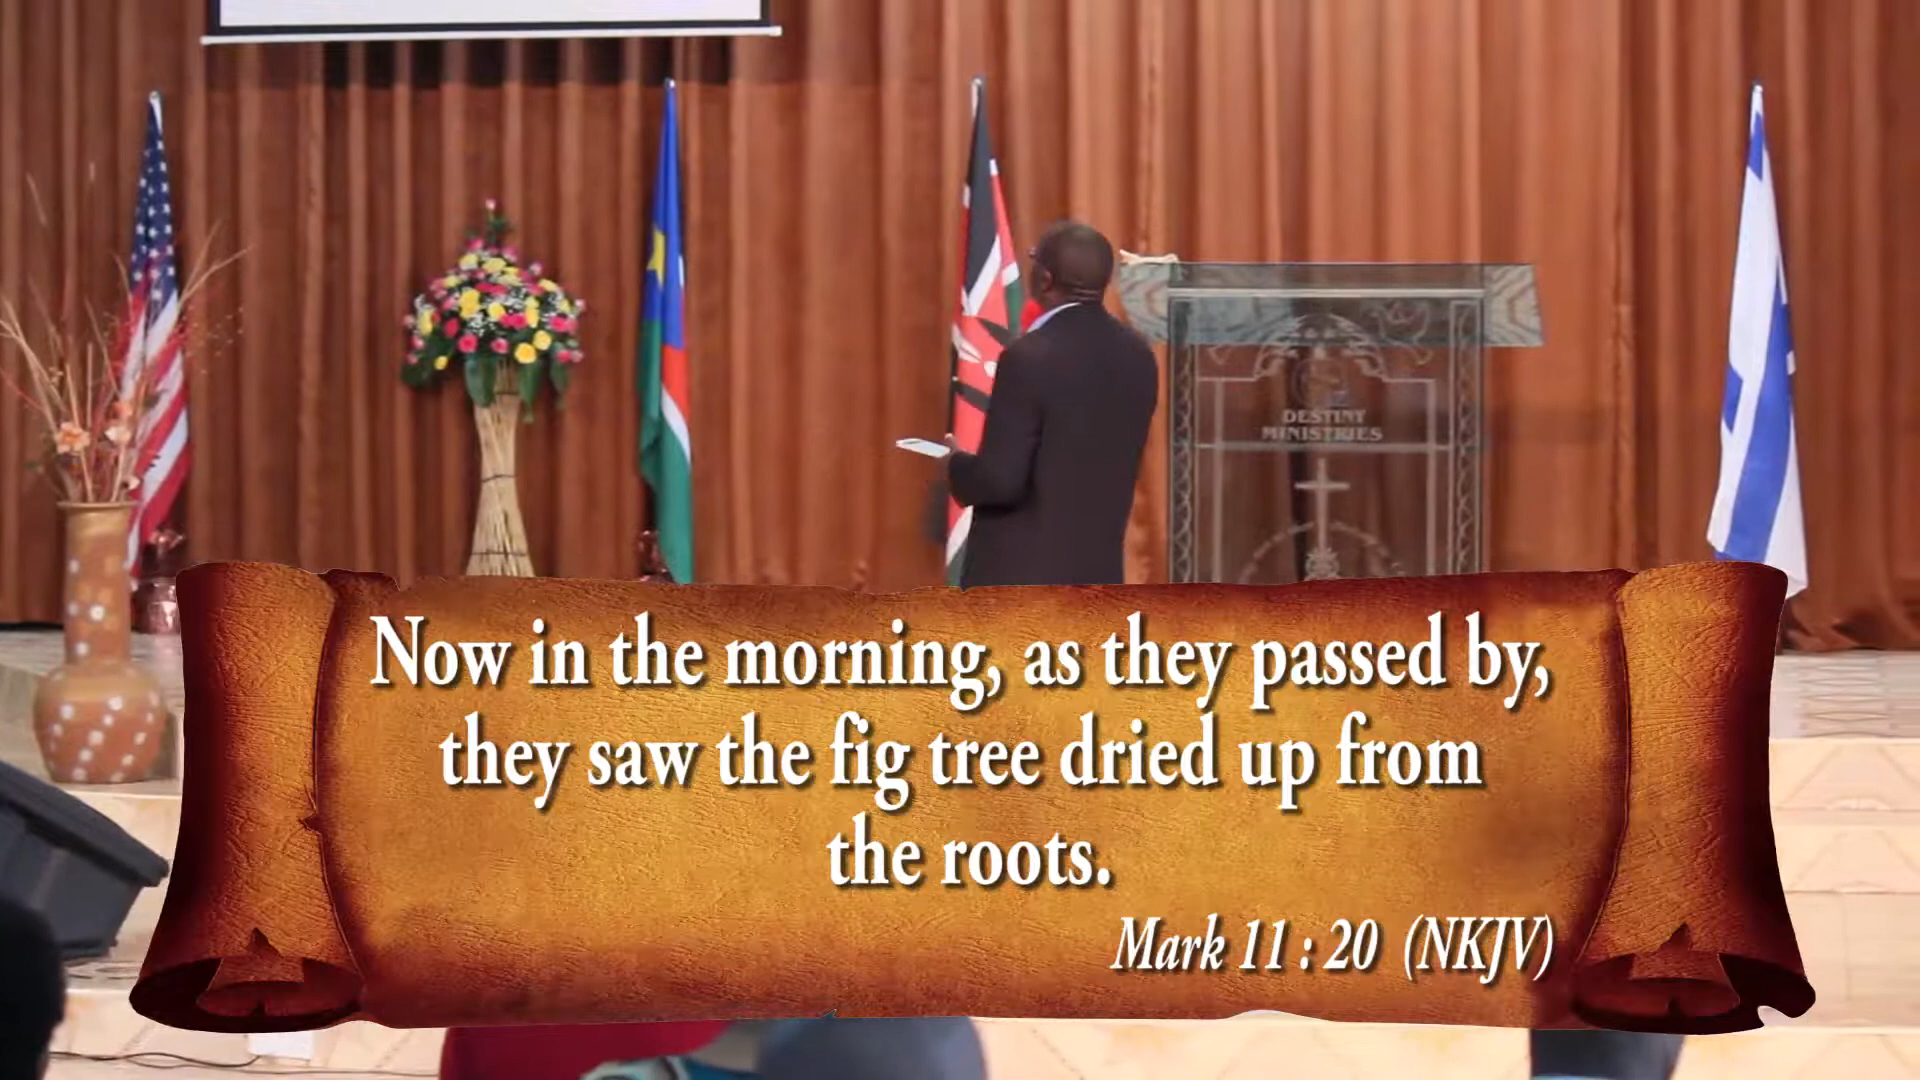 DESTINY
MINISTRIES
Now in the morning, as they passed by,
they saw the fig tree dried up from
the roots.
Mark 11 : 20 (NKJV)